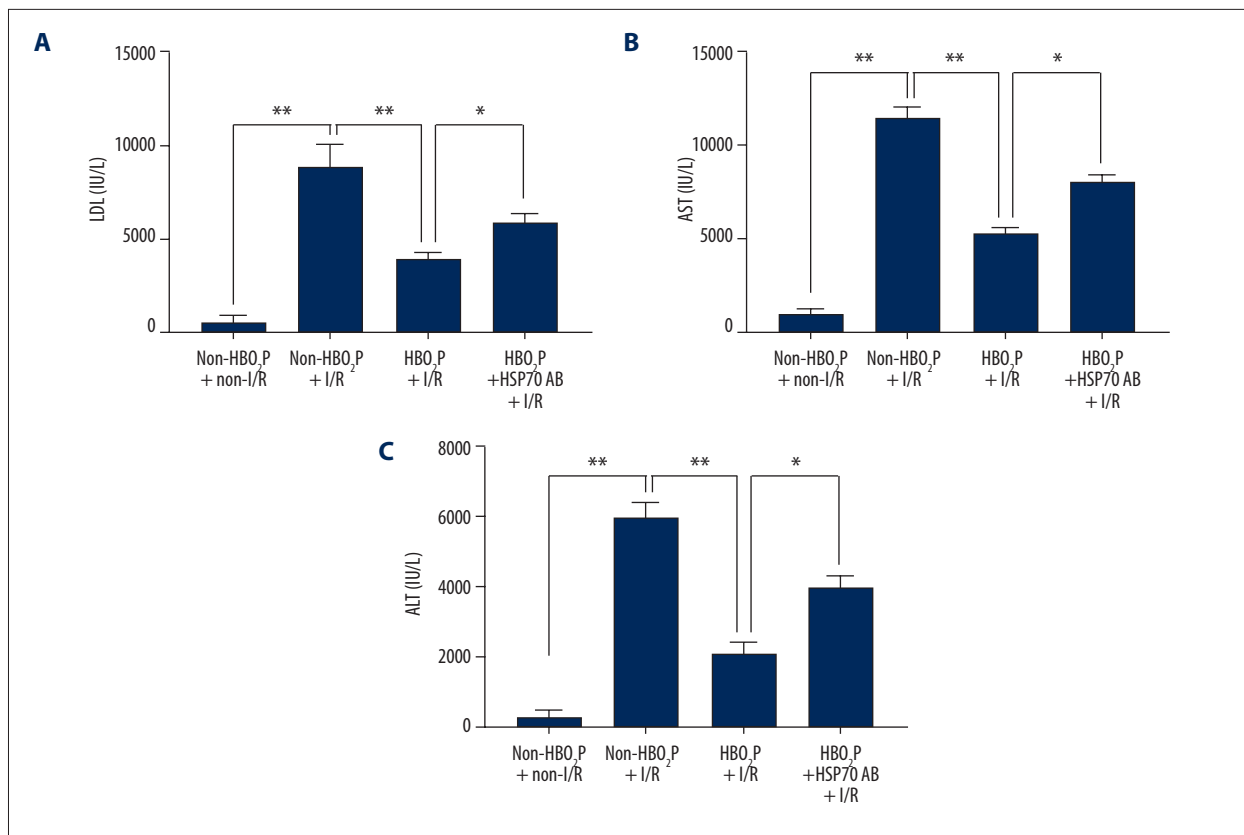 A
LDL (IU/L)
15000
10000
5000
0
** ** *
Non-HBO₂P Non-HBO₂P HBO₂P HBO₂P
+ non-I/R + I/R + I/R +HSP70 AB
+ I/R
B
AST (IU/L)
15000
10000
5000
0
** ** *
Non-HBO₂P Non-HBO₂P HBO₂P HBO₂P
+ non-I/R + I/R + I/R +HSP70 AB
+ I/R
C
ALT (IU/L)
8000
6000
4000
2000
0
** ** *
Non-HBO₂P Non-HBO₂P HBO₂P HBO₂P
+ non-I/R + I/R + I/R +HSP70 AB
+ I/R